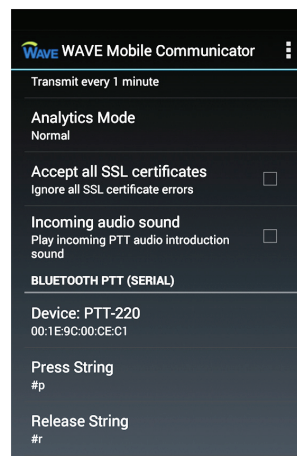 WAVE WAVE Mobile Communicator
Transmit every 1 minute
Analytics Mode
Normal
Accept all SSL certificates
Ignore all SSL certificate errors
Incoming audio sound
Play incoming PTT audio introduction
sound
BLUETOOTH PTT (SERIAL)
Device: PTT-220
00:1E:9C:00:CE:C1
Press String
#p
Release String
#r